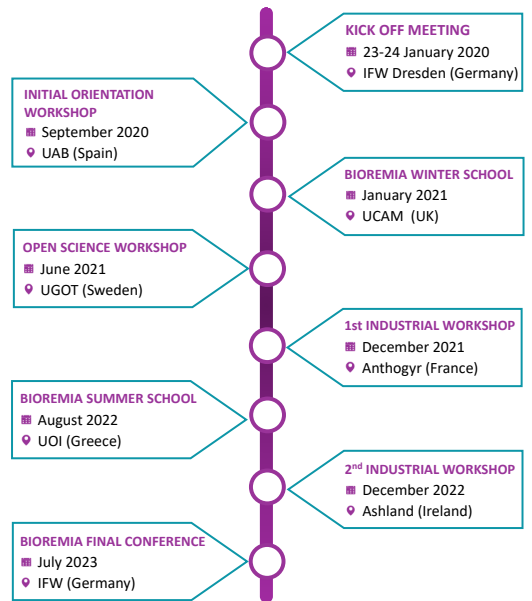 KICK OFF MEETING
23-24 January 2020
IFW Dresden (Germany)
INITIAL ORIENTATION
WORKSHOP
September 2020
UAB (Spain)
BIOREMIA WINTER SCHOOL
January 2021
UCAM (UK)
OPEN SCIENCE WORKSHOP
June 2021
UGOT (Sweden)
1st INDUSTRIAL WORKSHOP
December 2021
Anthogyr (France)
BIOREMIA SUMMER SCHOOL
August 2022
UOI (Greece)
2nd INDUSTRIAL WORKSHOP
December 2022
Ashland (Ireland)
BIOREMIA FINAL CONFERENCE
July 2023
IFW (Germany)